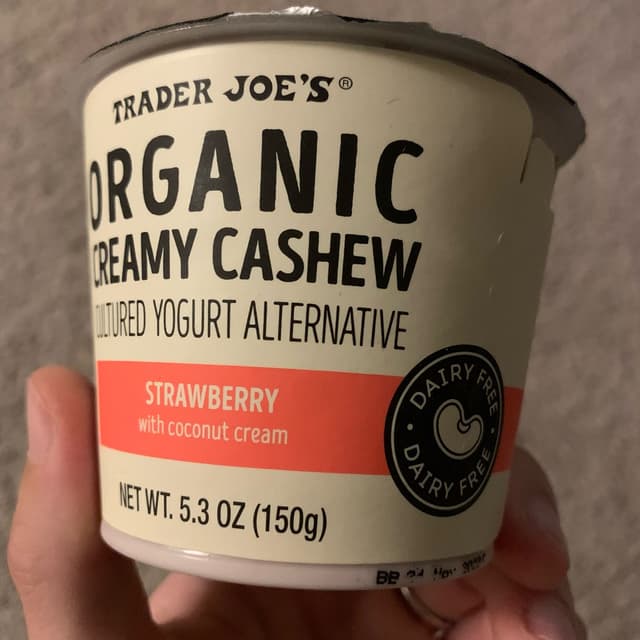 TRADER JOE'S®
ORGANIC
CREAMY CASHEW
CULTURED YOGURT ALTERNATIVE
STRAWBERRY
with coconut cream
DAIRY FREE
DAIRY FREE
NET WT. 5.3 OZ (150g)
BB